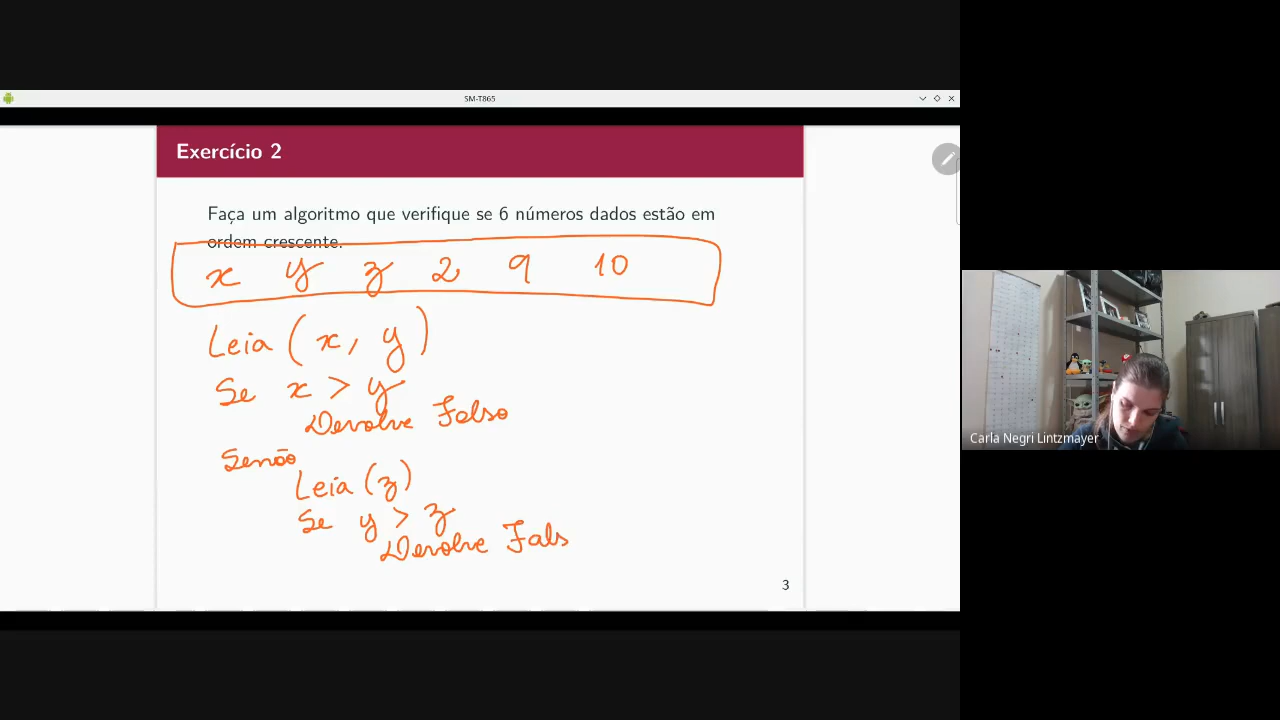 SM-T865
Exercício 2
Faça um algoritmo que verifique se 6 números dados estão em
ordem crescente.
x y z 2 9 10
Leia (x, y)
Se x > y
Devolve Falso
Senão
Leia (z)
Se y > z
Devolve Fals
3
Carla Negri Lintzmayer